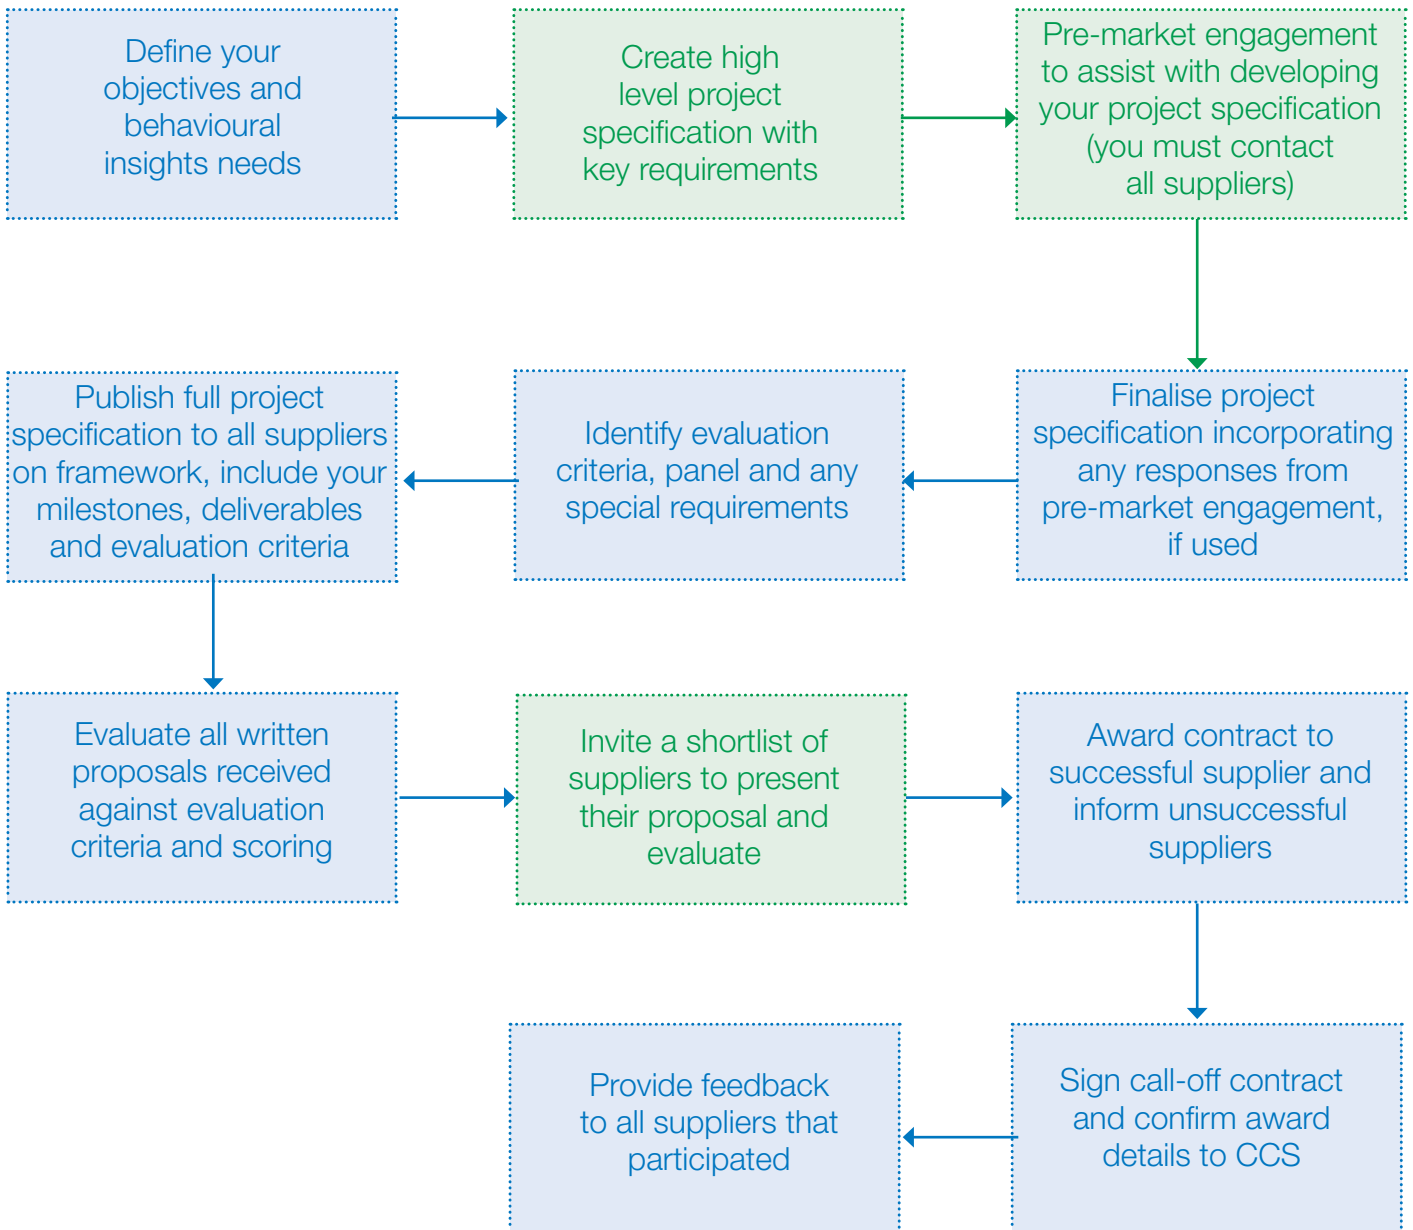 Define your
objectives and
behavioural
insights needs
Create high
level project
specification with
key requirements
Pre-market engagement
to assist with developing
your project specification
(you must contact
all suppliers)
Finalise project
specification incorporating
any responses from
pre-market engagement,
if used
Identify evaluation
criteria, panel and any
special requirements
Publish full project
specification to all suppliers
on framework, include your
milestones, deliverables
and evaluation criteria
Evaluate all written
proposals received
against evaluation
criteria and scoring
Invite a shortlist of
suppliers to present
their proposal and
evaluate
Award contract to
successful supplier and
inform unsuccessful
suppliers
Sign call-off contract
and confirm award
details to CCS
Provide feedback
to all suppliers that
participated